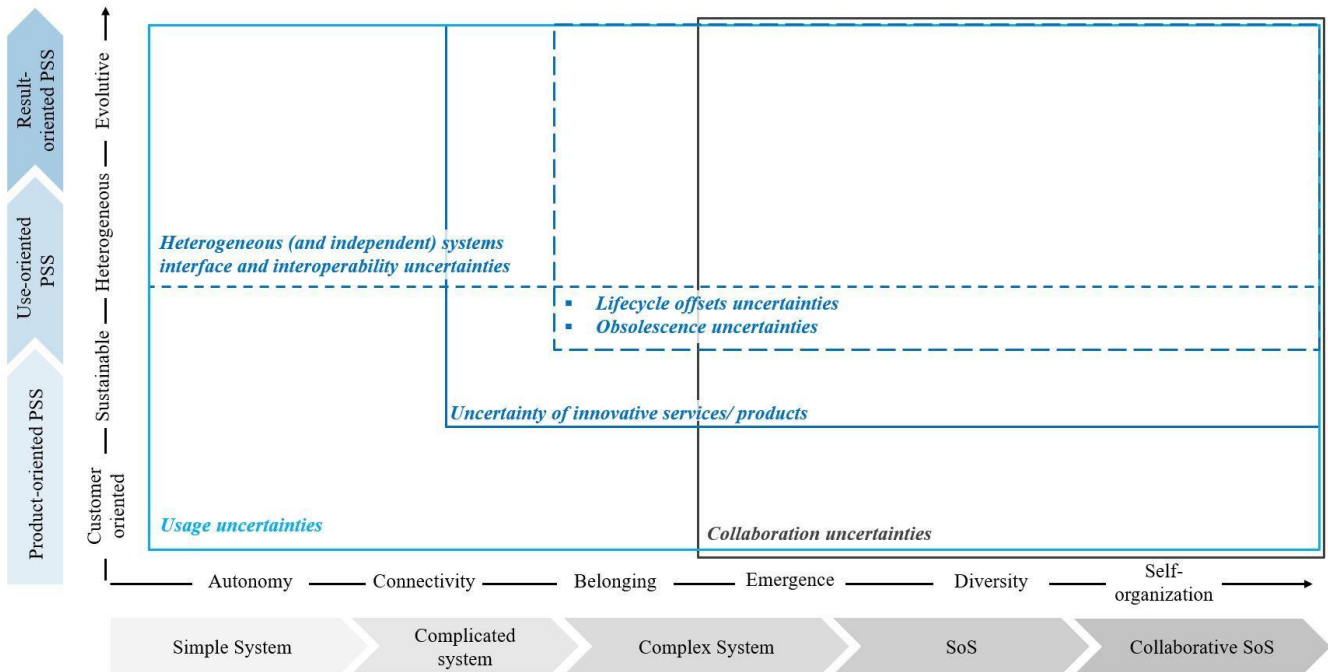 Result-
oriented PSS
Use-oriented
PSS
Product-oriented PSS
Evolutive
Heterogeneous
Sustainable
Customer
oriented
Heterogeneous (and independent) systems
interface and interoperability uncertainties
▪ Lifecycle offsets uncertainties
▪ Obsolescence uncertainties
Uncertainty of innovative services/ products
Usage uncertainties
Collaboration uncertainties
Autonomy
Connectivity
Belonging
Emergence
Diversity
Self-
organization
Simple System
Complicated
system
Complex System
SoS
Collaborative SoS